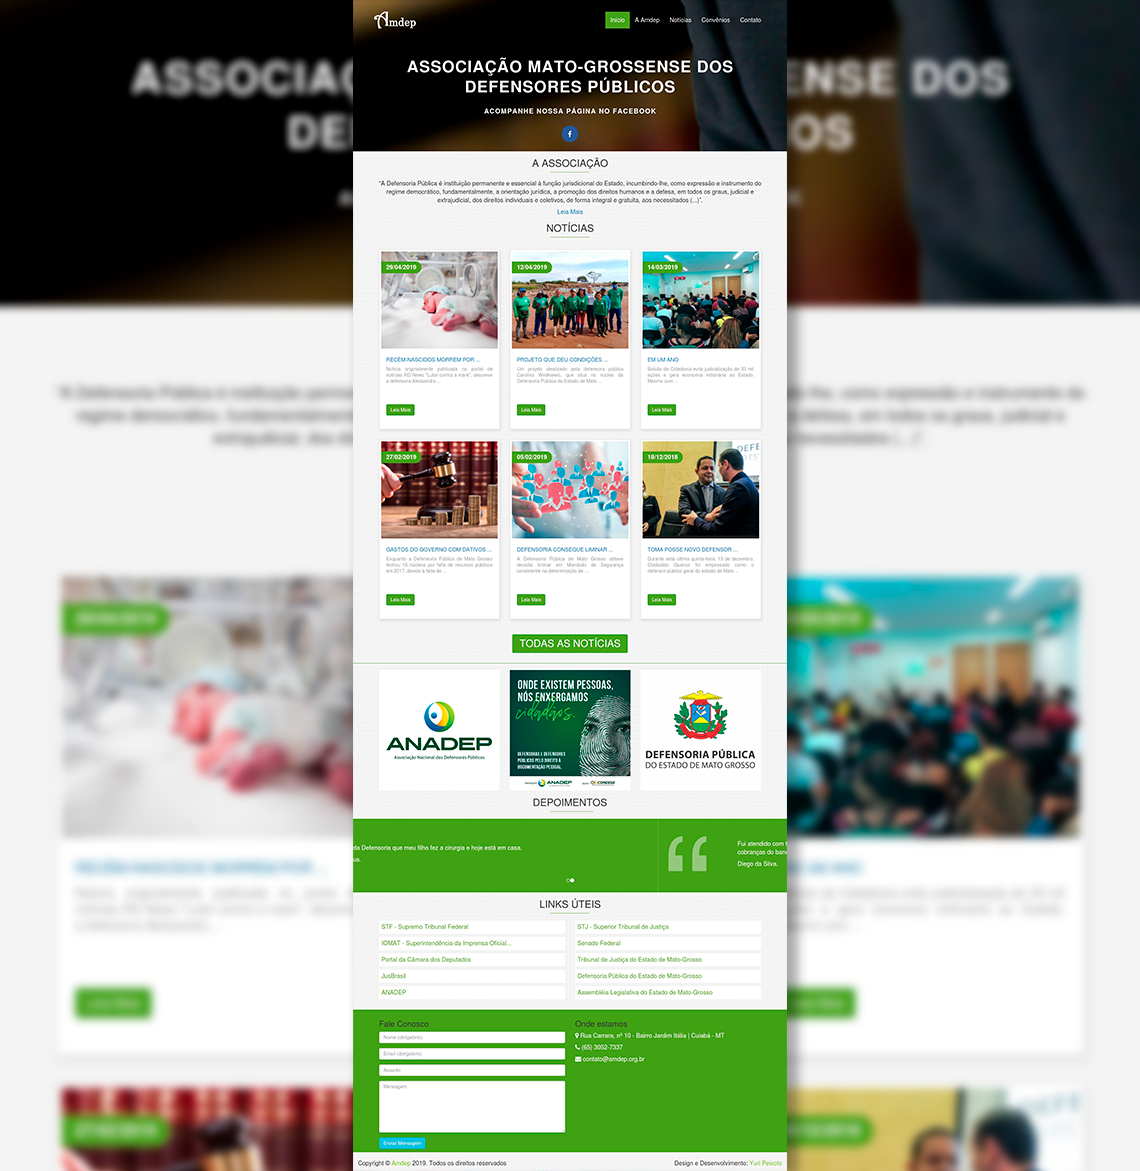 Amdep
Início A Amdep Notícias Convênios Contato
ASSOCIAÇÃO MATO-GROSSENSE DOS
DEFENSORES PÚBLICOS
ACOMPANHE NOSSA PÁGINA NO FACEBOOK
A ASSOCIAÇÃO
"A Defensoria Pública é instituição permanente e essencial à função jurisdicional do Estado, incumbindo-lhe, como expressão e instrumento do
regime democrático, fundamentalmente, a orientação jurídica, a promoção dos direitos humanos e a defesa, em todos os graus, judicial e
extrajudicial, dos direitos individuais e coletivos, de forma integral e gratuita, aos necessitados (...)".
Leia Mais
NOTÍCIAS
29/04/2019
RECÉM-NASCIDOS MORREM POR ...
Notícia originalmente publicada no portal de
notícias RD News "Luto contra a maré", descreve
a defensora Alessandra ...
Leia Mais
12/04/2019
PROJETO QUE DEU CONDIÇÕES ...
Um projeto idealizado pela defensora pública
Carolina Weitkiewic, que atua no núcleo da
Defensoria Pública de Estado de Mato ...
Leia Mais
14/03/2019
EM UM ANO
Balcão da Cidadania evita judicialização de 33 mil
ações e gera economia milionária ao Estado.
Mesmo com ...
Leia Mais
27/02/2019
GASTOS DO GOVERNO COM DATIVOS ...
Enquanto a Defensoria Pública de Mato Grosso
fechou 15 núcleos por falta de recursos públicos
em 2017, devido à falta de ...
Leia Mais
05/02/2019
DEFENSORIA CONSEGUE LIMINAR ...
A Defensoria Pública de Mato Grosso obteve
decisão liminar em Mandado de Segurança
consistente na determinação de ...
Leia Mais
18/12/2018
TOMA POSSE NOVO DEFENSOR ...
Durante esta última quinta-feira, 13 de dezembro,
Clodoaldo Queiroz foi empossado como o
defensor público geral do estado de Mato ...
Leia Mais
TODAS AS NOTÍCIAS
ANADEP
Associação Nacional dos Defensores Públicos
ONDE EXISTEM PESSOAS,
NÓS ENXERGAMOS
cidadãos.
DEFENSORAS E DEFENSORES
PÚBLICOS PELO DIREITO À
DOCUMENTAÇÃO PESSOAL
ANADEP CONDEGE
DEFENSORIA PÚBLICA
DO ESTADO DE MATO GROSSO
DEPOIMENTOS
da Defensoria que meu filho fez a cirurgia e hoje está em casa,
us.
Fui atendido com t
cobranças do banc
Diego da Silva.
LINKS ÚTEIS
STF - Supremo Tribunal Federal
STJ - Superior Tribunal de Justiça
IOMAT - Superintendência da Imprensa Oficial...
Senado Federal
Portal da Câmara dos Deputados
Tribunal de Justiça do Estado de Mato-Grosso
JusBrasil
Defensoria Pública do Estado de Mato-Grosso
ANADEP
Assembléia Legislativa do Estado de Mato-Grosso
Fale Conosco
Nome (obrigatório)
Email (obrigatório)
Assunto
Mensagem
Enviar Mensagem
Onde estamos
Rua Carrara, nº 10 - Bairro Jardim Itália | Cuiabá - MT
(65) 3052-7337
contato@amdep.org.br
Copyright © Amdep 2019. Todos os direitos reservados
Design e Desenvolvimento: Yuri Peixoto